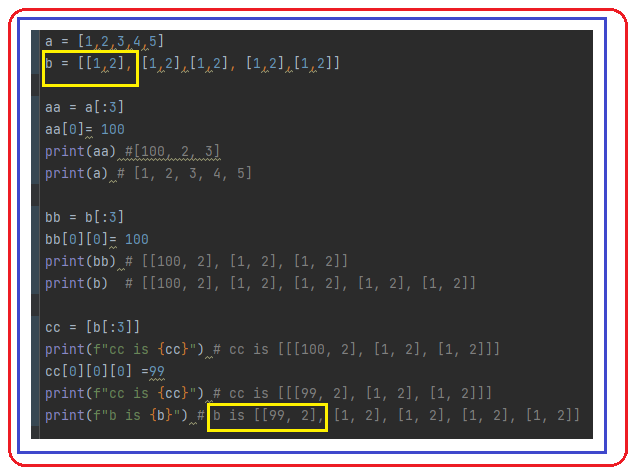 a = [1,2,3,4,5]
b = [[1,2], [1,2],[1,2], [1,2],[1,2]]
aa = a[:3]
aa[0]= 100
print(aa) #[100, 2, 3]
print(a) # [1, 2, 3, 4, 5]
bb = b[:3]
bb[0][0]= 100
print(bb) # [[100, 2], [1, 2], [1, 2]]
print(b)  # [[100, 2], [1, 2], [1, 2], [1, 2], [1, 2]]
cc = [b[:3]]
print(f"cc is {cc}") # cc is [[[100, 2], [1, 2], [1, 2]]]
cc[0][0][0] =99
print(f"cc is {cc}") # cc is [[[99, 2], [1, 2], [1, 2]]]
print(f"b is {b}") # b is [[99, 2], [1, 2], [1, 2], [1, 2], [1, 2]]